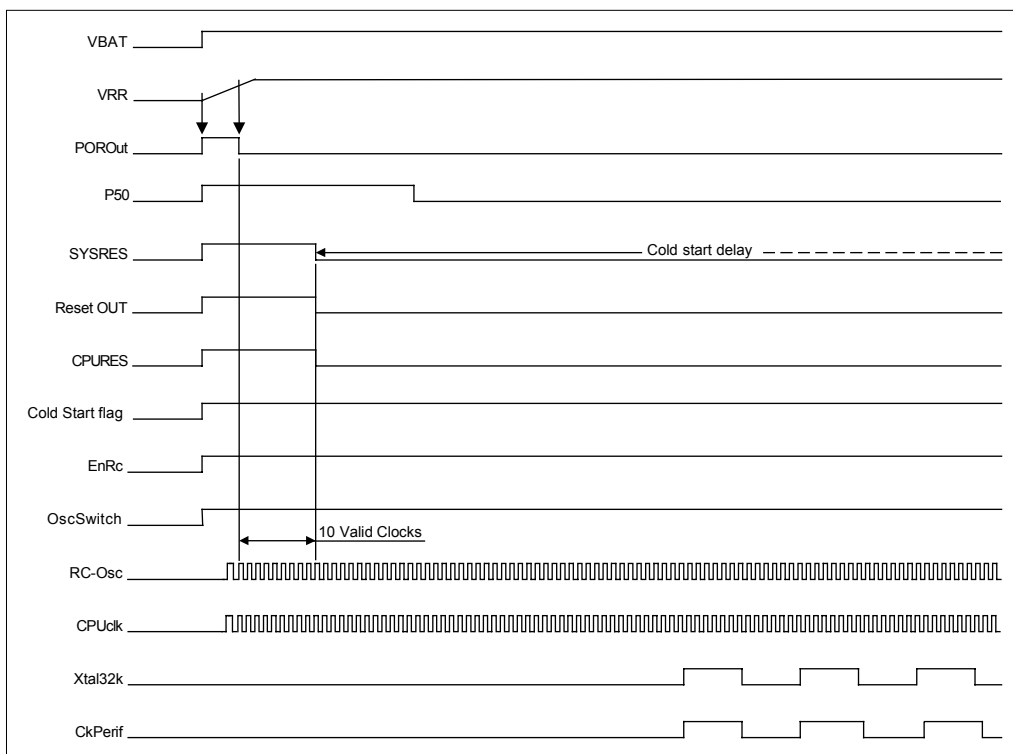 VBAT
VRR
POROut
P50
SYSRES
Cold start delay
Reset OUT
CPURES
Cold Start flag
EnRc
OscSwitch
10 Valid Clocks
RC-Osc
CPUclk
Xtal32k
CkPerif